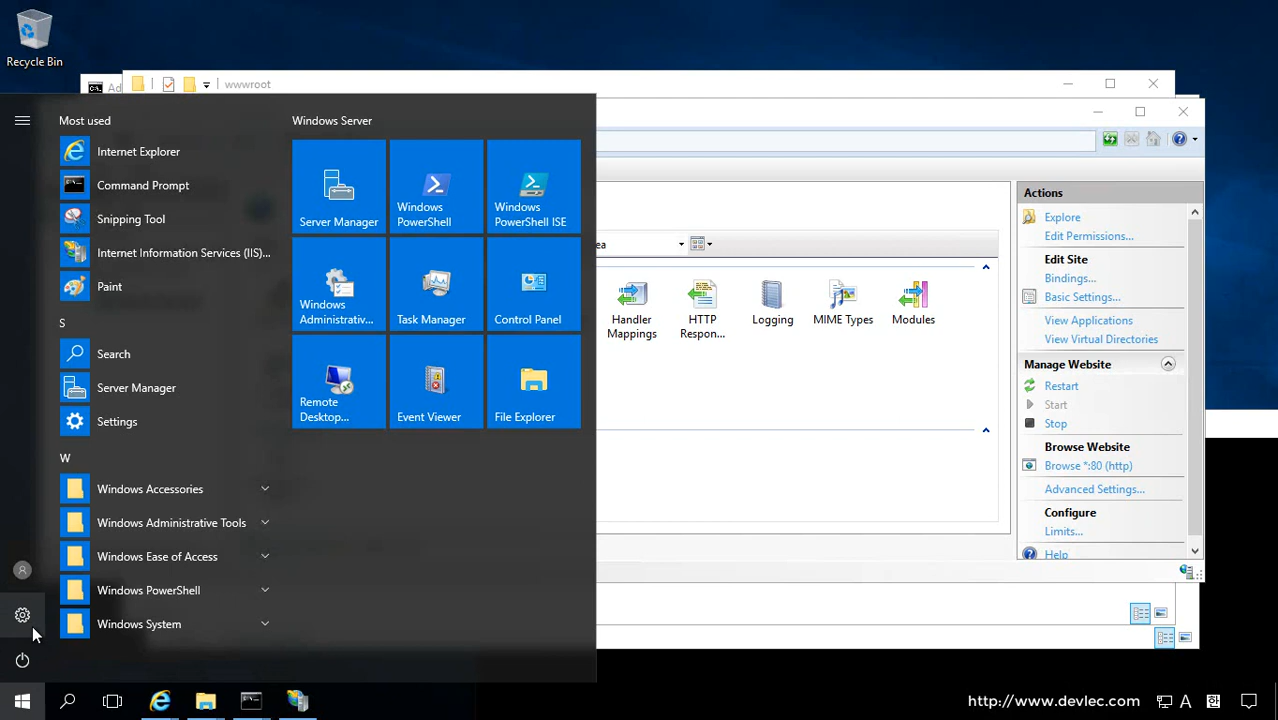 Recycle Bin
Ad
wwwroot
Most used
Internet Explorer
Command Prompt
Snipping Tool
Internet Information Services (IIS)...
Paint
S
Search
Server Manager
Settings
W
Windows Accessories
Windows Administrative Tools
Windows Ease of Access
Windows PowerShell
Windows System
Windows Server
Server Manager
Windows
PowerShell
Windows
PowerShell ISE
Windows
Administrativ...
Task Manager
Control Panel
Remote
Desktop...
Event Viewer
File Explorer
ea
Handler
Mappings
HTTP
Respon...
Logging
MIME Types
Modules
Actions
Explore
Edit Permissions...
Edit Site
Bindings...
Basic Settings...
View Applications
View Virtual Directories
Manage Website
Restart
Start
Stop
Browse Website
Browse *:80 (http)
Advanced Settings...
Configure
Limits...
Help
http://www.devlec.com
A